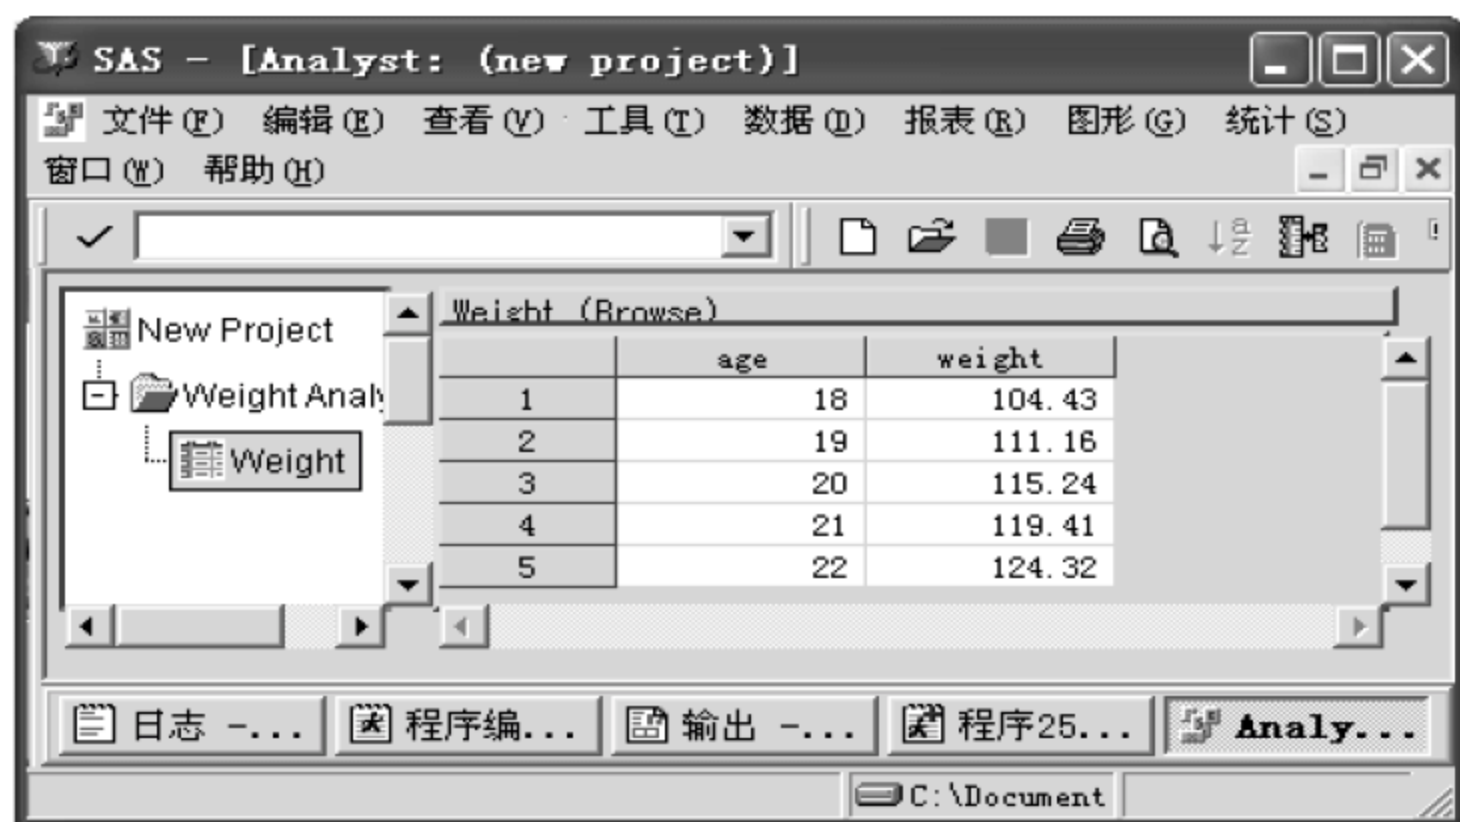 SAS - [Analyst: (new project)]
文件(F) 编辑(E) 查看(V) 工具(T) 数据(D) 报表(R) 图形(G) 统计(S)
窗口(W) 帮助(H)
New Project
Weight Analy
Weight
Weight (Browse)
age weight
1 18 104.43
2 19 111.16
3 20 115.24
4 21 119.41
5 22 124.32
日志 -... 程序编... 输出 -... 程序25... Analy...
C:\Document